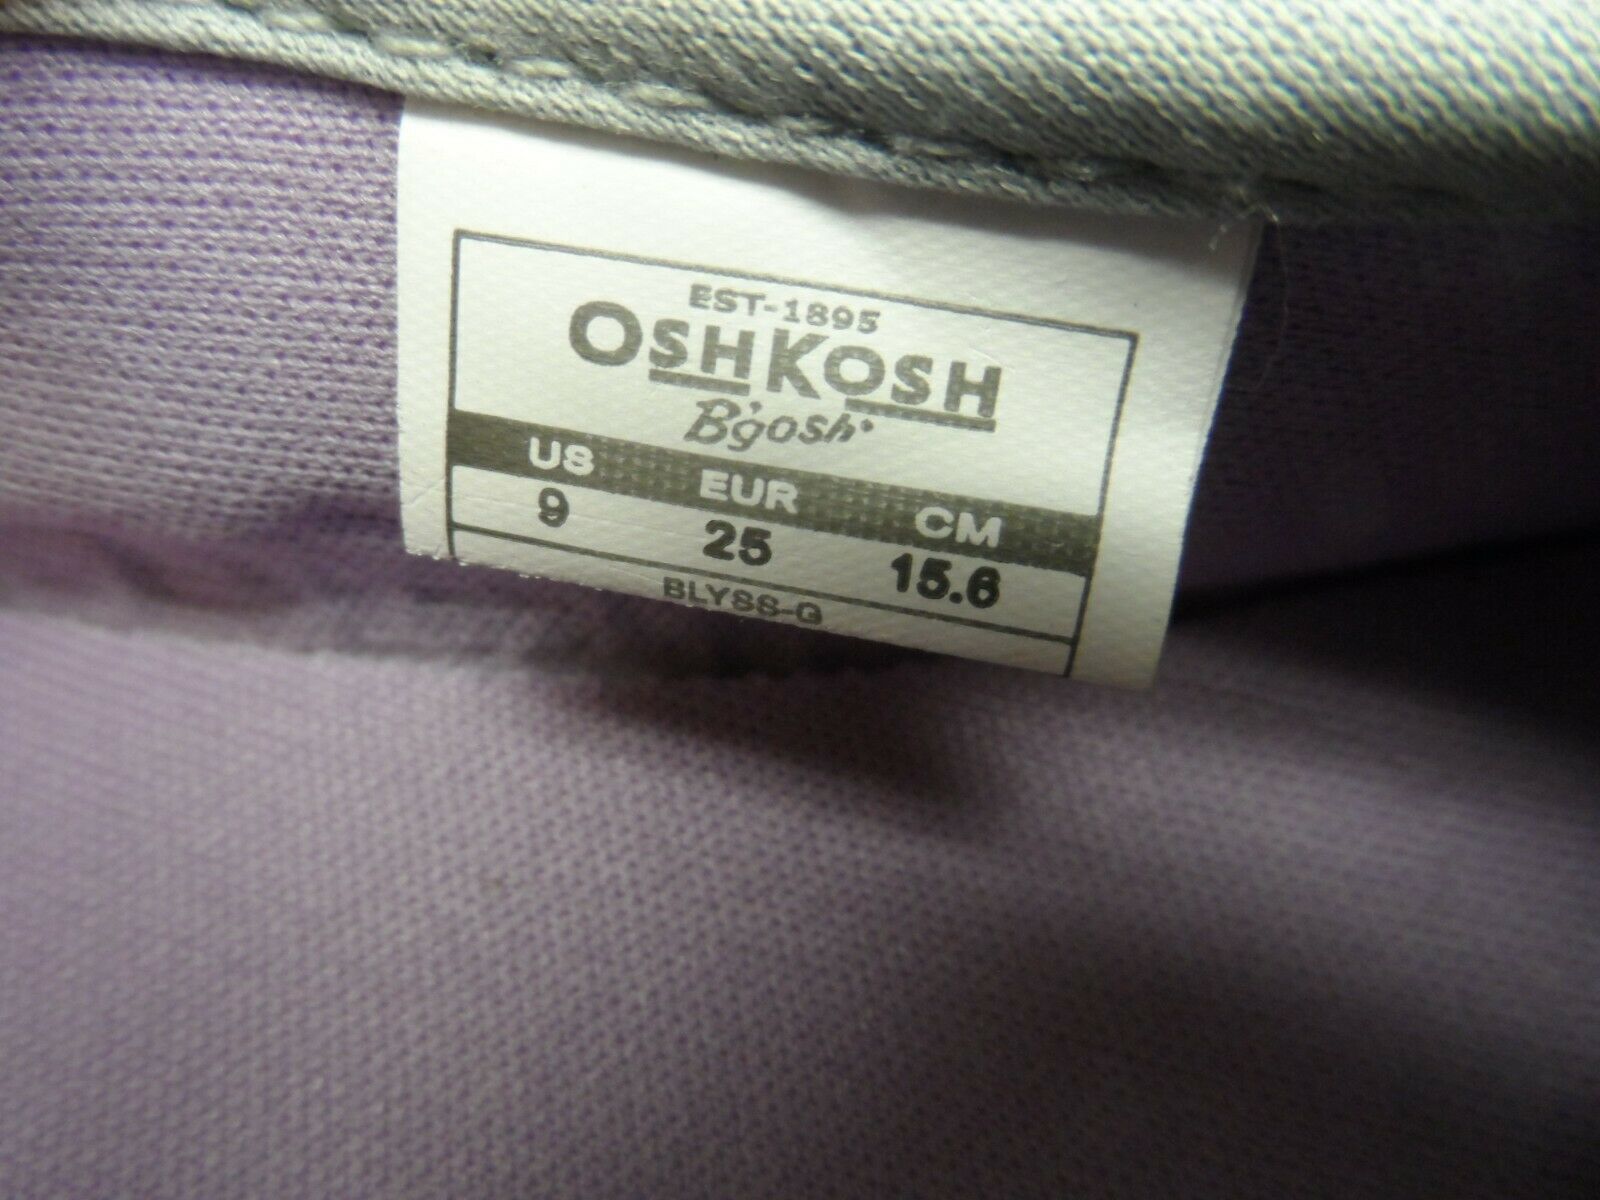 EST-1895
OSHKOSH
B'gosh
US EUR CM
9 25 15.6
BLYSS-G